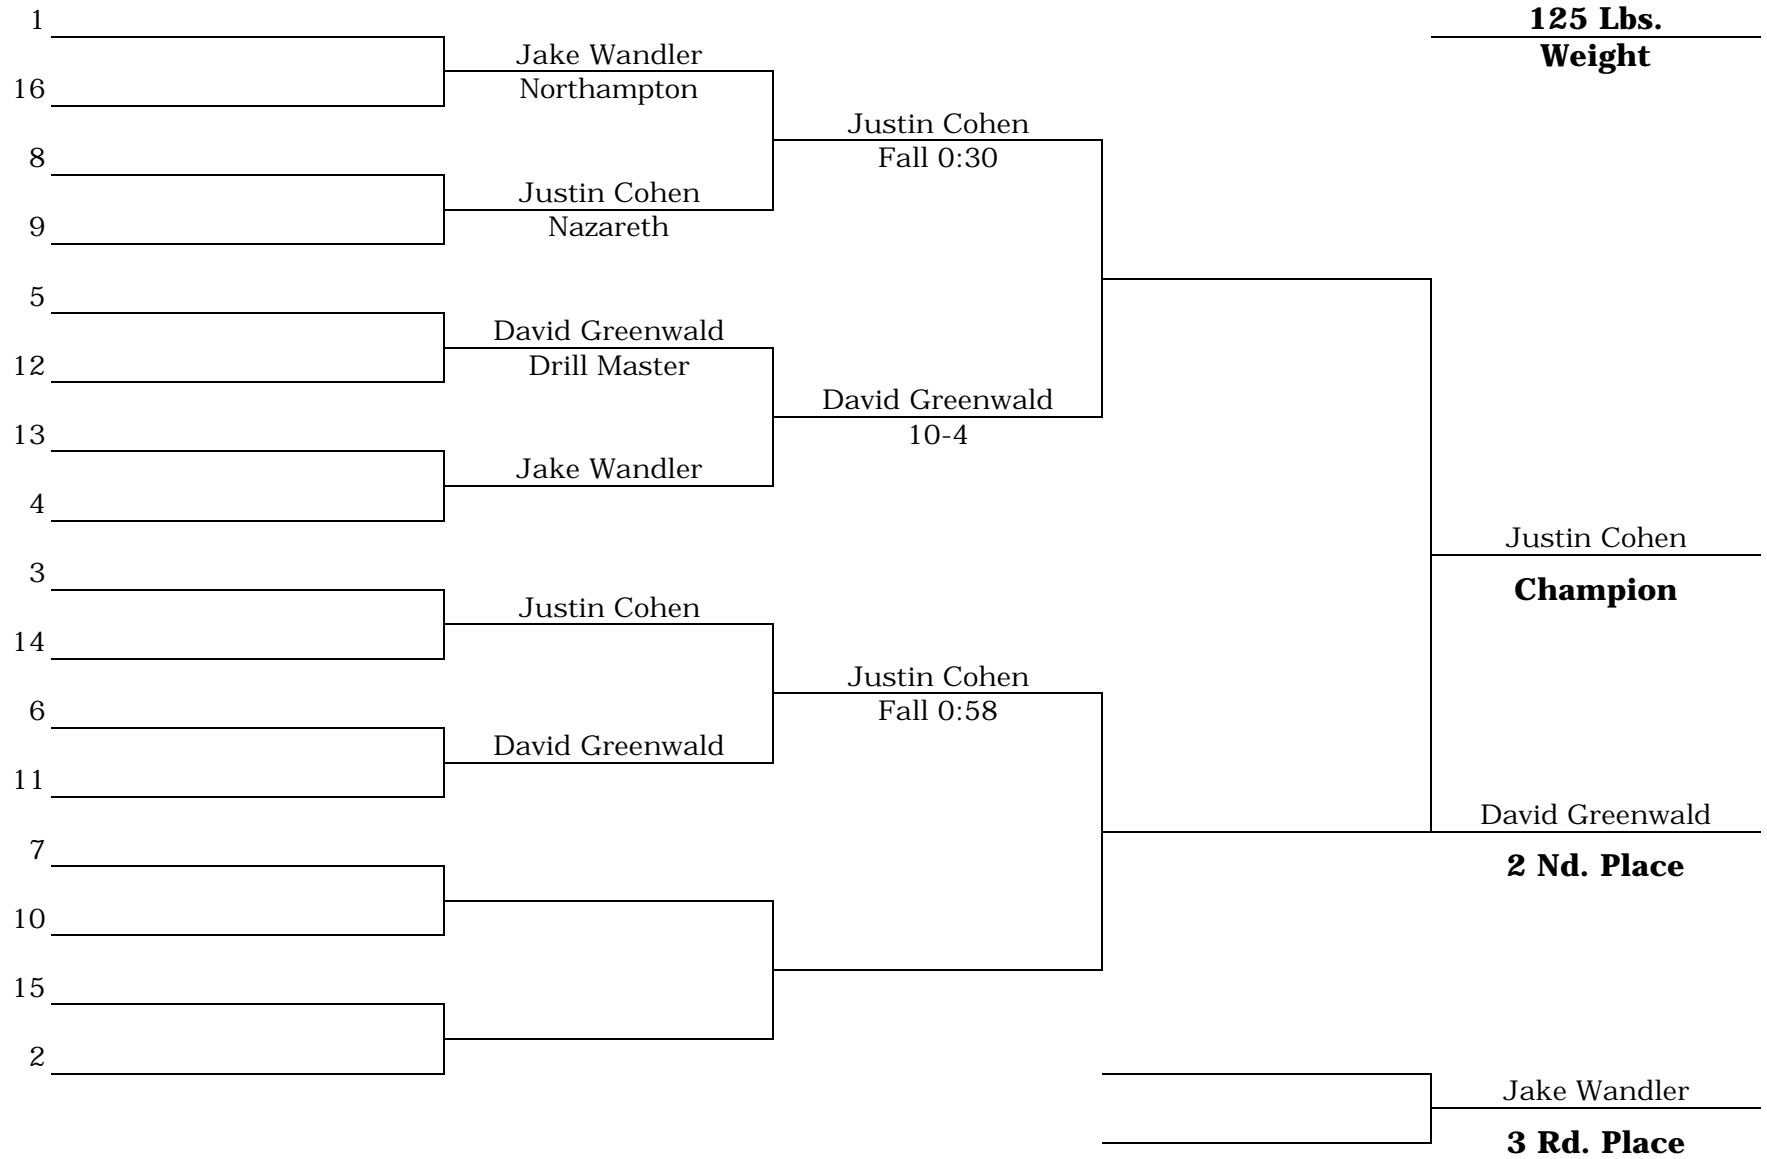 1
125 Lbs.
Weight
Jake Wandler
Northampton
16
Justin Cohen
Fall 0:30
8
Justin Cohen
Nazareth
9
5
David Greenwald
Drill Master
12
David Greenwald
10-4
13
Jake Wandler
4
Justin Cohen
Champion
3
Justin Cohen
14
Justin Cohen
Fall 0:58
6
David Greenwald
11
David Greenwald
2 Nd. Place
7
10
15
2
Jake Wandler
3 Rd. Place